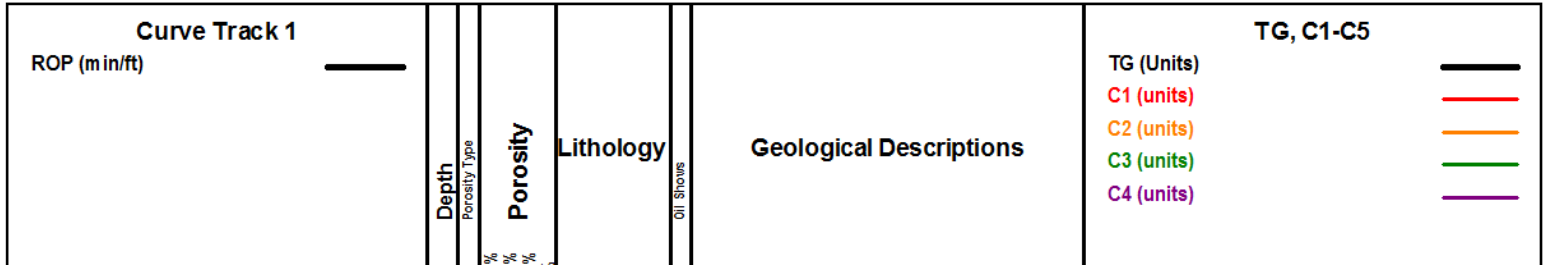 Curve Track 1
ROP (min/ft)
Depth
Porosity Type
Porosity
% % %
Lithology
Oil Shows
Geological Descriptions
TG, C1-C5
TG (Units)
C1 (units)
C2 (units)
C3 (units)
C4 (units)